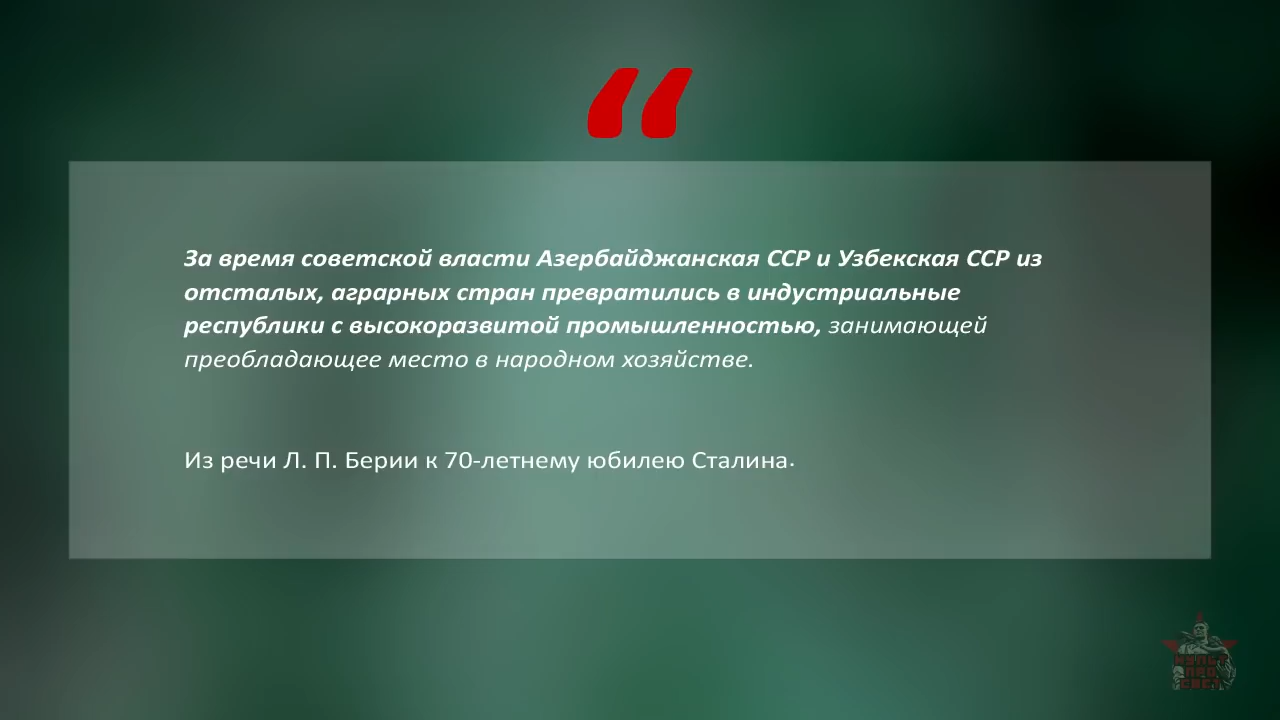 “
За время советской власти Азербайджанская ССР и Узбекская ССР из
отсталых, аграрных стран превратились в индустриальные
республики с высокоразвитой промышленностью, занимающей
преобладающее место в народном хозяйстве.
Из речи Л. П. Берии к 70-летнему юбилею Сталина.